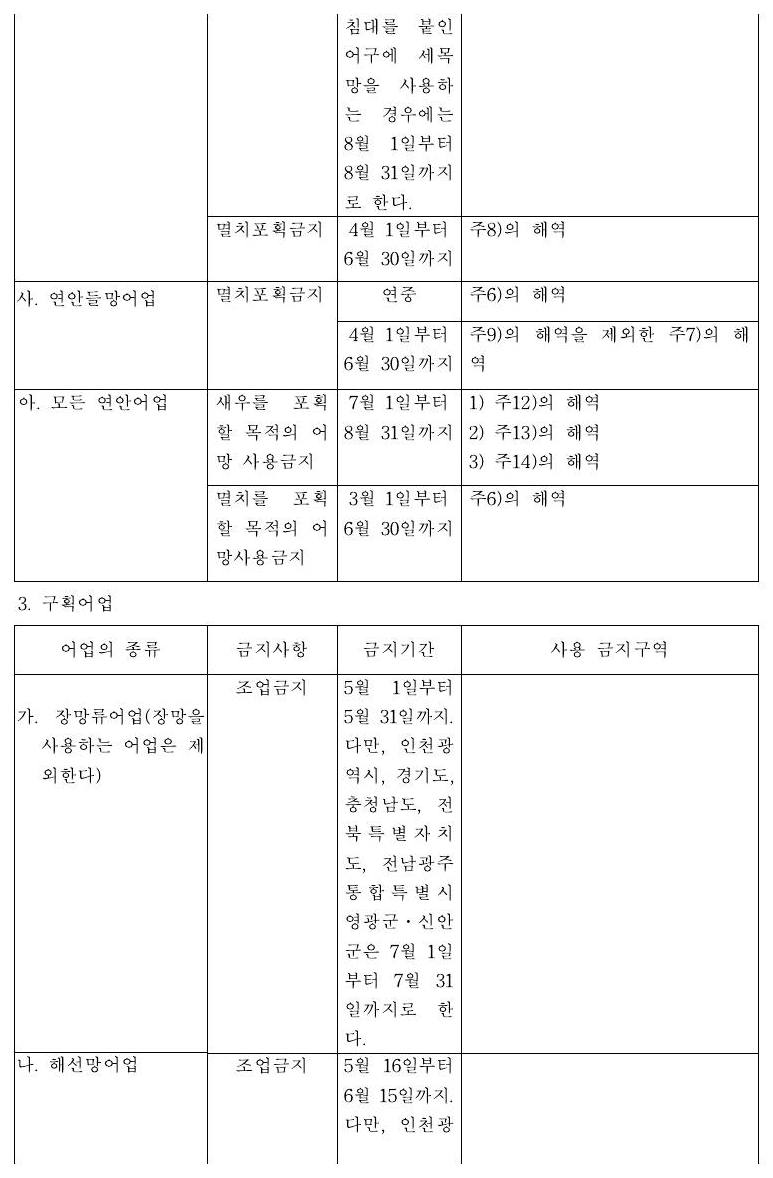 침대를 붙인
어구에 세목
망을 사용하
는 경우에는
8월 1일부터
8월 31일까지
로 한다.
멸치포획금지
4월 1일부터
6월 30일까지
주8)의 해역
사. 연안들망어업
멸치포획금지
연중
주6)의 해역
4월 1일부터
6월 30일까지
주9)의 해역을 제외한 주7)의 해
역
아. 모든 연안어업
새우를 포획
할 목적의 어
망 사용금지
7월 1일부터
8월 31일까지
1) 주12)의 해역
2) 주13)의 해역
3) 주14)의 해역
멸치를 포획
할 목적의 어
망사용금지
3월 1일부터
6월 30일까지
주6)의 해역
3. 구획어업
어업의 종류
금지사항
금지기간
사용 금지구역
가. 장망류어업(장망을
사용하는 어업은 제
외한다)
조업금지
5월 1일부터
5월 31일까지.
다만, 인천광
역시, 경기도,
충청남도, 전
북특별자치
도, 전남광주
통합특별시
영광군·신안
군은 7월 1일
부터 7월 31
일까지로 한
다.
나. 해선망어업
조업금지
5월 16일부터
6월 15일까지.
다만, 인천광